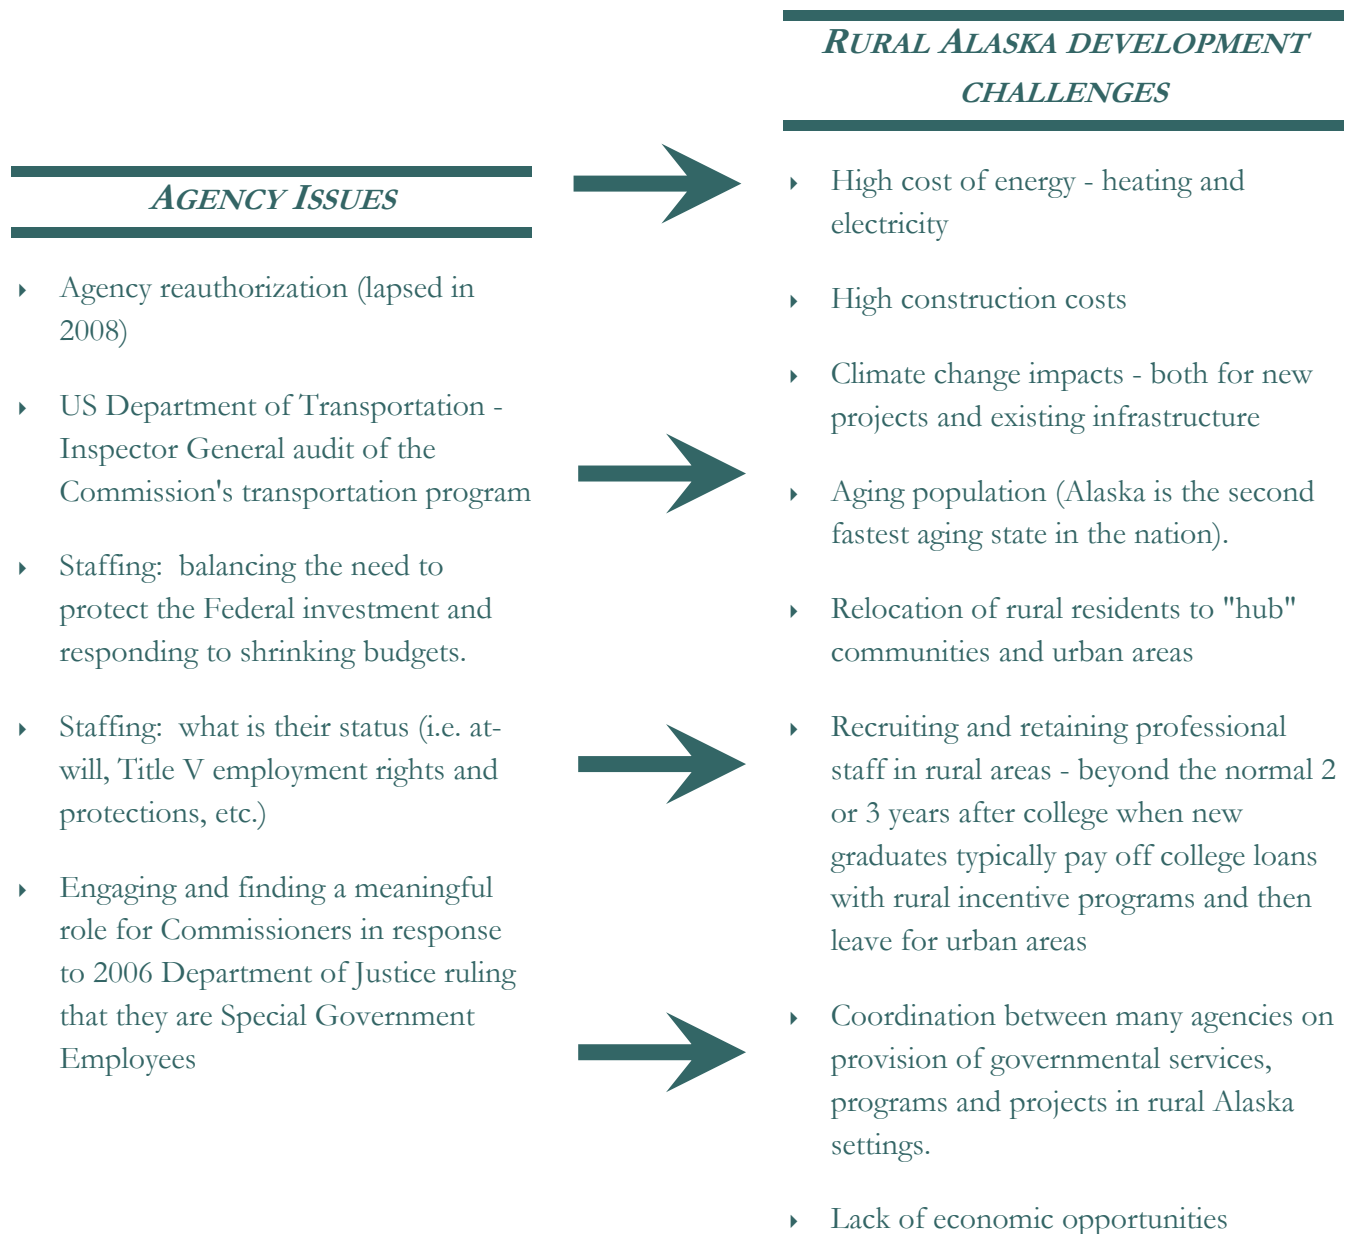 AGENCY ISSUES
‣ Agency reauthorization (lapsed in
2008)
‣ US Department of Transportation -
Inspector General audit of the
Commission's transportation program
‣ Staffing: balancing the need to
protect the Federal investment and
responding to shrinking budgets.
‣ Staffing: what is their status (i.e. at-
will, Title V employment rights and
protections, etc.)
‣ Engaging and finding a meaningful
role for Commissioners in response
to 2006 Department of Justice ruling
that they are Special Government
Employees
RURAL ALASKA DEVELOPMENT
CHALLENGES
‣ High cost of energy - heating and
electricity
‣ High construction costs
‣ Climate change impacts - both for new
projects and existing infrastructure
‣ Aging population (Alaska is the second
fastest aging state in the nation).
‣ Relocation of rural residents to "hub"
communities and urban areas
‣ Recruiting and retaining professional
staff in rural areas - beyond the normal 2
or 3 years after college when new
graduates typically pay off college loans
with rural incentive programs and then
leave for urban areas
‣ Coordination between many agencies on
provision of governmental services,
programs and projects in rural Alaska
settings.
‣ Lack of economic opportunities